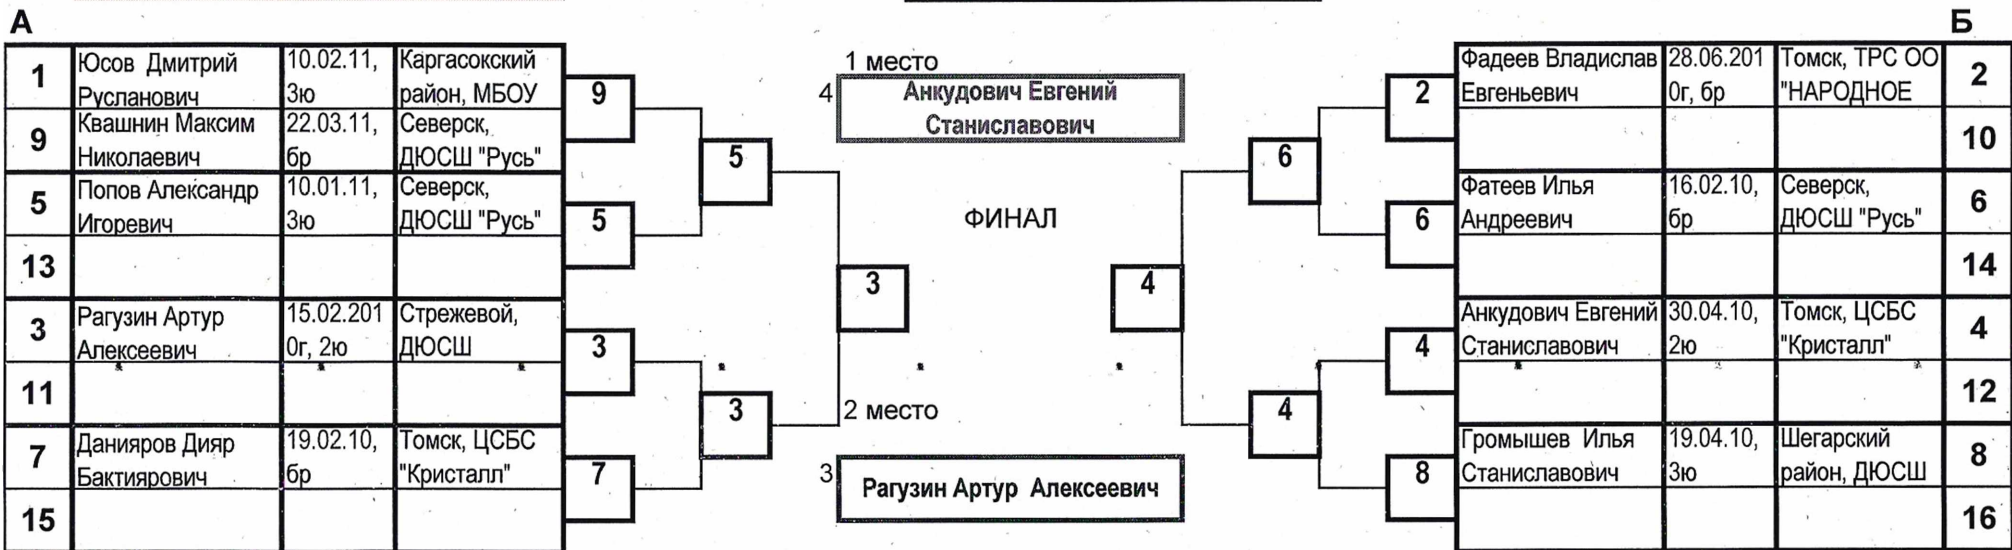 А
Б
1
Юсов Дмитрий
Русланович
10.02.11,
3ю
Каргасокский
район, МБОУ
9
Квашнин Максим
Николаевич
22.03.11,
бр
Северск,
ДЮСШ "Русь"
5
Попов Александр
Игоревич
10.01.11,
3ю
Северск,
ДЮСШ "Русь"
13
3
Рагузин Артур
Алексеевич
15.02.201
0г, 2ю
Стрежевой,
ДЮСШ
11
7
Данияров Дияр
Бактиярович
19.02.10,
бр
Томск, ЦСБС
"Кристалл"
15
9
5
3
7
5
3
3
1 место
4
Анкудович Евгений
Станиславович
ФИНАЛ
2 место
3
Рагузин Артур Алексеевич
4
6
4
2
6
4
8
Фадеев Владислав
Евгеньевич
28.06.201
0г, бр
Томск, ТРС ОО
"НАРОДНОЕ
2
10
Фатеев Илья
Андреевич
16.02.10,
бр
Северск,
ДЮСШ "Русь"
6
14
Анкудович Евгений
Станиславович
30.04.10,
2ю
Томск, ЦСБС
"Кристалл"
4
12
Громышев Илья
Станиславович
19.04.10,
3ю
Шегарский
район, ДЮСШ
8
16